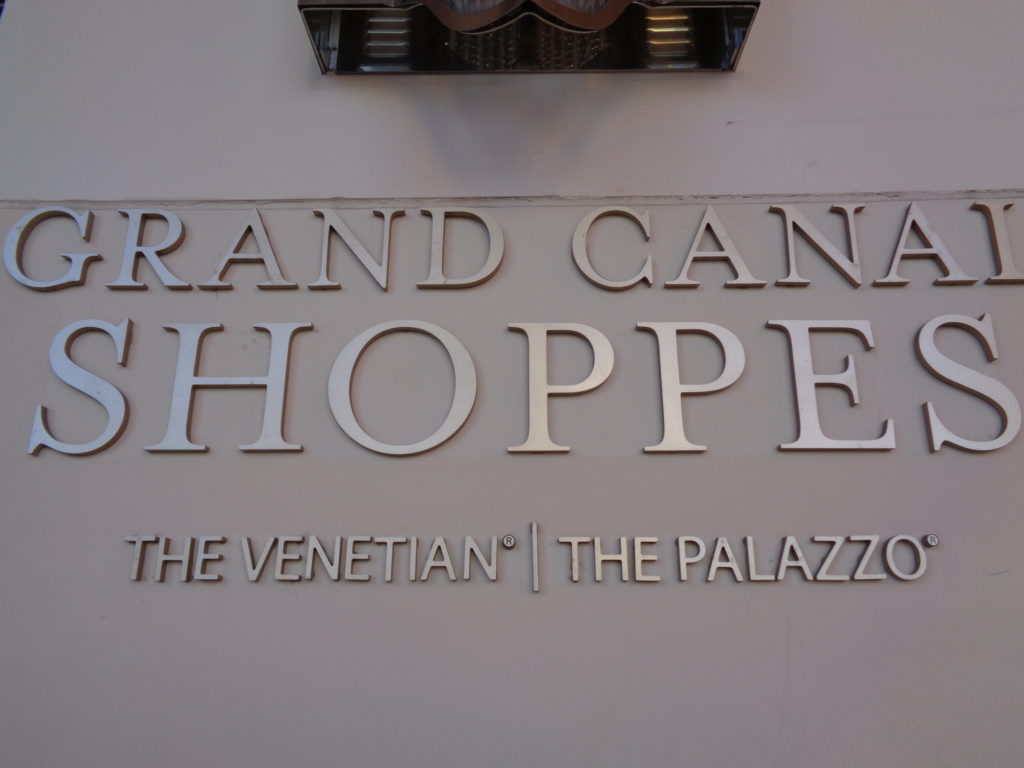 GRAND CANAL
SHOPPES
THE VENETIAN® | THE PALAZZO®